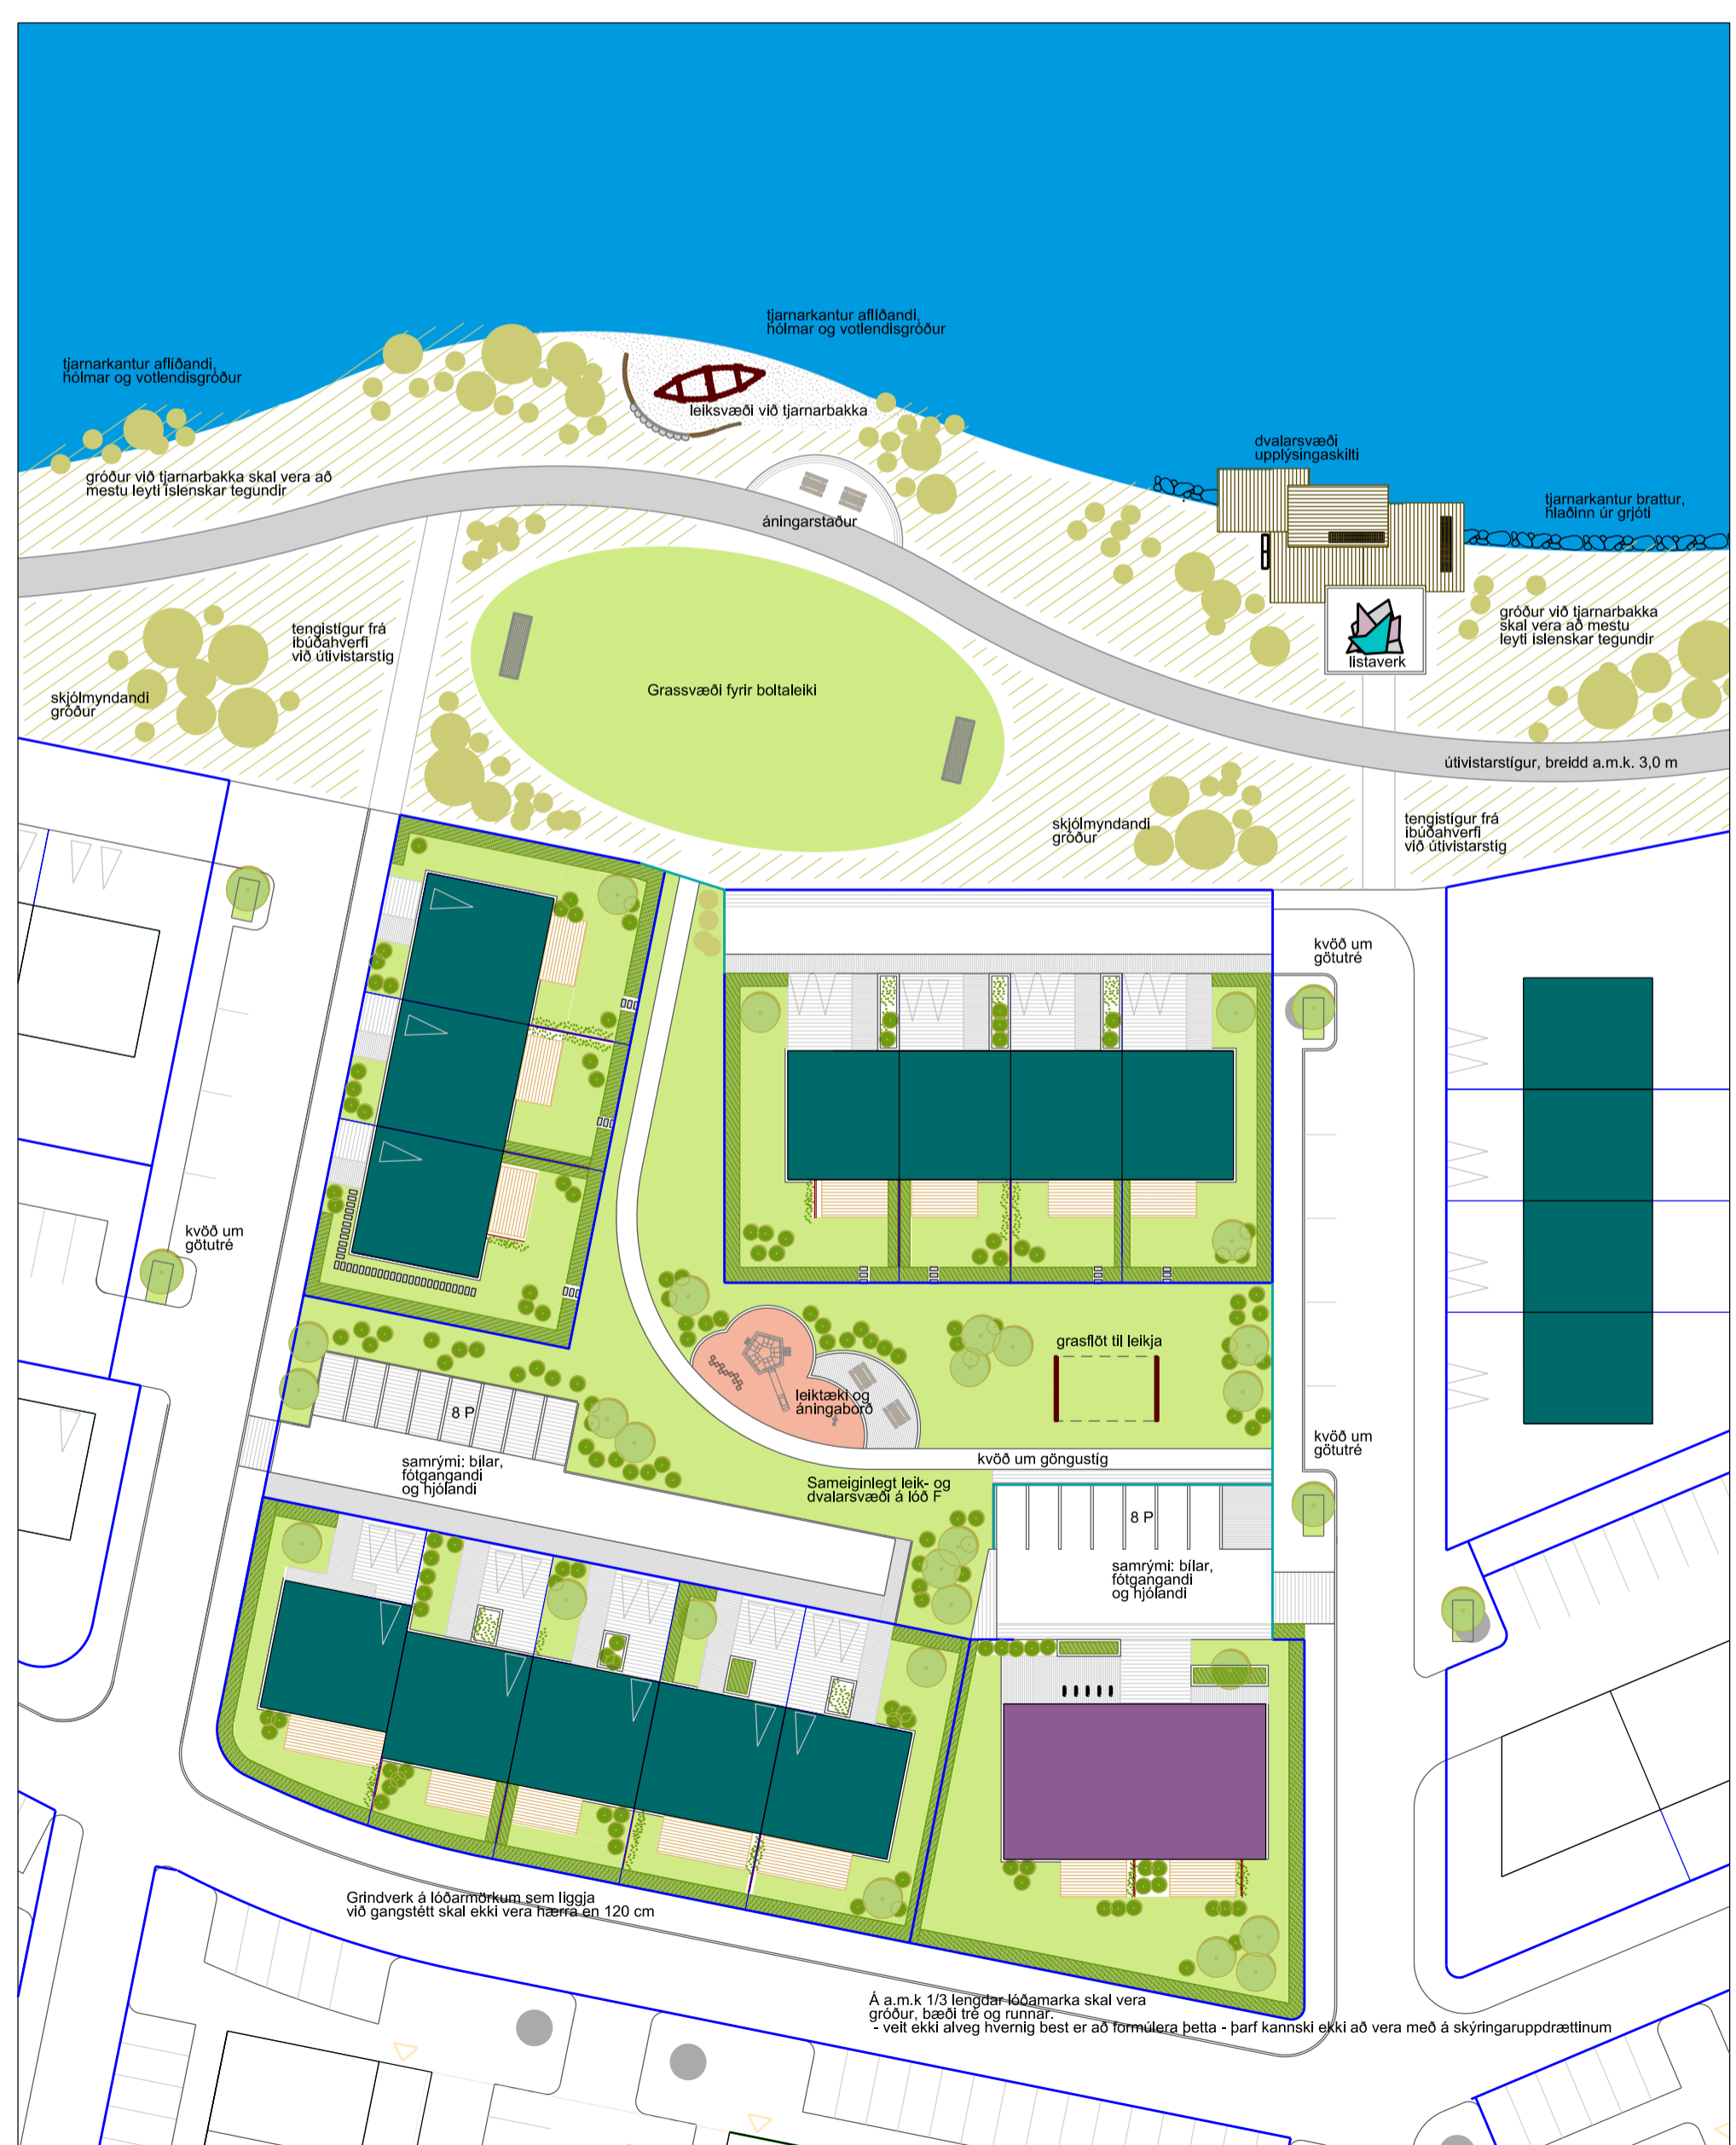 tjarnarkantur aflíðandi,
hólmar og votlendisgróður
tjarnarkantur aflíðandi,
hólmar og votlendisgróður
leiksvæði við tjarnarbakka
dvalarsvæði
upplýsingaskilti
gróður við tjarnarbakka skal vera að
mestu leyti íslenskar tegundir
tjarnarkantur brattur,
hlaðinn úr grjóti
áningarstaður
gróður við tjarnarbakka
skal vera að mestu
leyti íslenskar tegundir
tengistígur frá
íbúðahverfi
við útivistarstíg
listaverk
skjólmyndandi
gróður
Grassvæði fyrir boltaleiki
útivistarstígur, breidd a.m.k. 3,0 m
skjólmyndandi
gróður
tengistígur frá
íbúðahverfi
við útivistarstíg
kvöð um
götutré
kvöð um
götutré
grasflöt til leikja
leiktæki og
áningaborð
8 P
kvöð um göngustíg
kvöð um
götutré
samrými: bílar,
fótgangandi
og hjólandi
Sameiginlegt leik- og
dvalarsvæði á lóð F
8 P
samrými: bílar,
fótgangandi
og hjólandi
Grindverk á lóðarmörkum sem liggja
við gangstétt skal ekki vera hærra en 120 cm
Á a.m.k 1/3 lengdar lóðamarka skal vera
gróður, bæði tré og runnar.
- veit ekki alveg hvernig best er að formúlera þetta - þarf kannski ekki að vera með á skýringaruppdrættinum